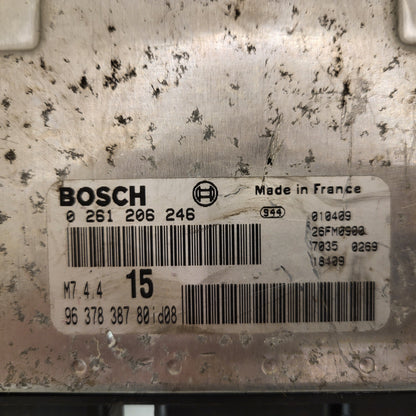 BOSCH Made in France
0 261 206 246 944 010409
26FM0900
7035 0269
18409
M7.4.4 15
96 378 387 80id08